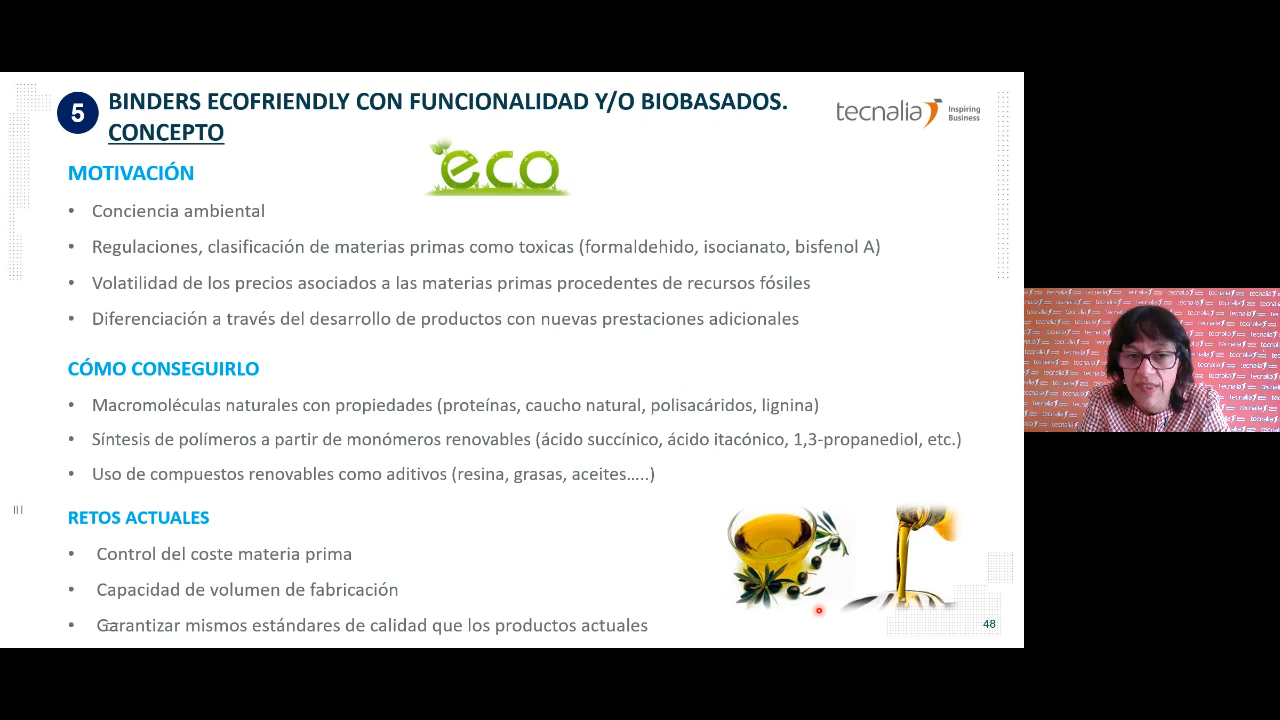 5
BINDERS ECOFRIENDLY CON FUNCIONALIDAD Y/O BIOBASADOS.
CONCEPTO
tecnalia Inspiring
Business
eco
MOTIVACIÓN
• Conciencia ambiental
• Regulaciones, clasificación de materias primas como toxicas (formaldehido, isocianato, bisfenol A)
• Volatilidad de los precios asociados a las materias primas procedentes de recursos fósiles
• Diferenciación a través del desarrollo de productos con nuevas prestaciones adicionales
CÓMO CONSEGUIRLO
• Macromoléculas naturales con propiedades (proteínas, caucho natural, polisacáridos, lignina)
• Síntesis de polímeros a partir de monómeros renovables (ácido succínico, ácido itacónico, 1,3-propanediol, etc.)
• Uso de compuestos renovables como aditivos (resina, grasas, aceites…..)
RETOS ACTUALES
• Control del coste materia prima
• Capacidad de volumen de fabricación
• Garantizar mismos estándares de calidad que los productos actuales
48
tecnalia